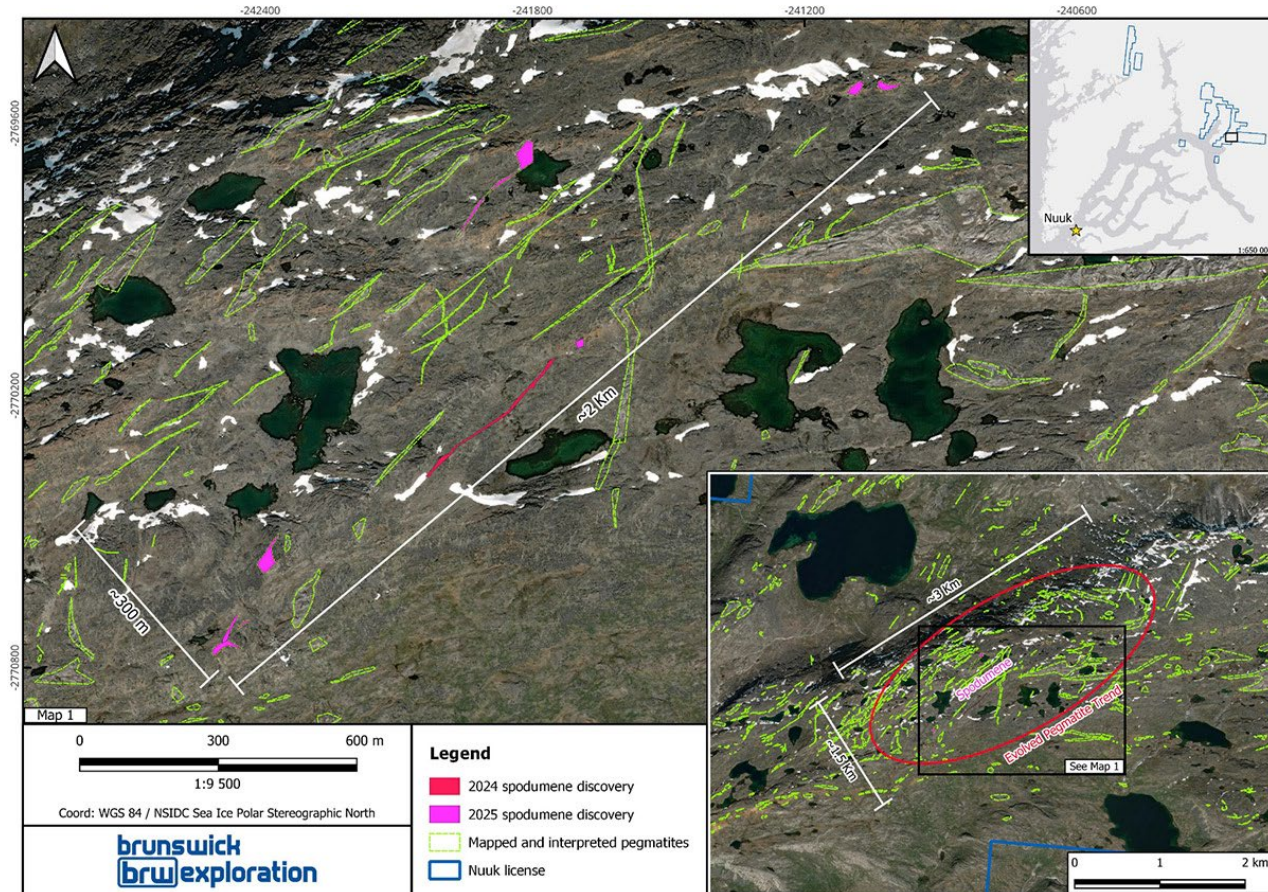 -242400
-241800
-241200
-240600
-2769600
-2770200
-2770800
Nuuk
1:650 00
~2 Km
~300 m
Map 1
0 300 600 m
1:9 500
Coord: WGS 84 / NSIDC Sea Ice Polar Stereographic North
brunswick
brw exploration
Legend
2024 spodumene discovery
2025 spodumene discovery
Mapped and interpreted pegmatites
Nuuk license
~3 Km
~1.5 Km
Spodumene
Evolved Pegmatite Trend
See Map 1
0 1 2 km